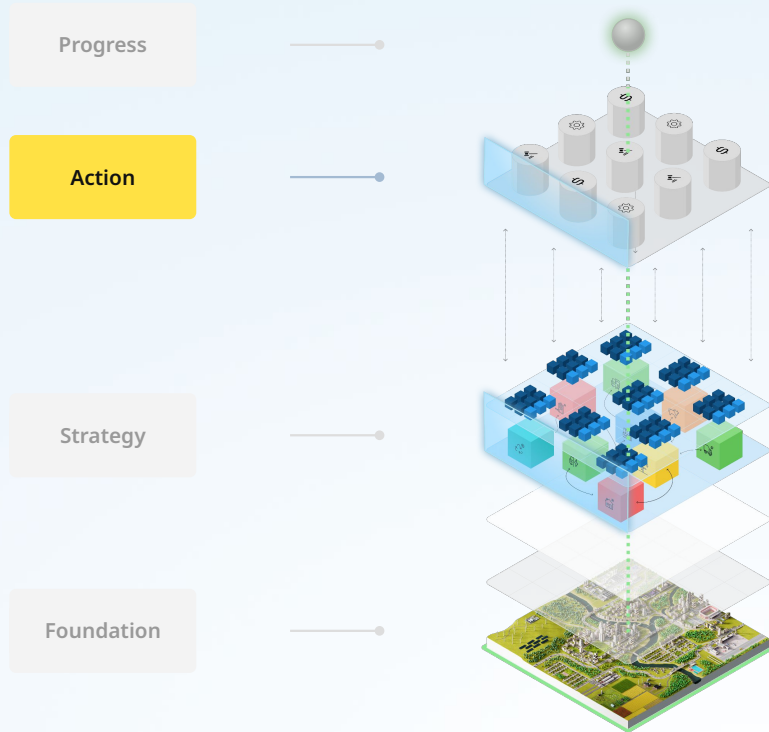 Progress
Action
Strategy
Foundation
$
$
$